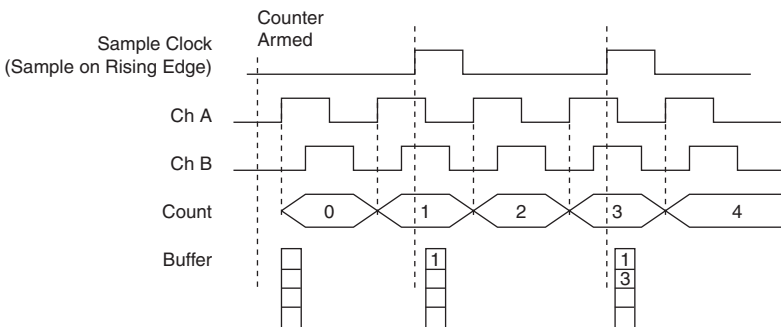 Counter
Armed
Sample Clock
(Sample on Rising Edge)
Ch A
Ch B
Count 0 1 2 3 4
Buffer 1 1
3